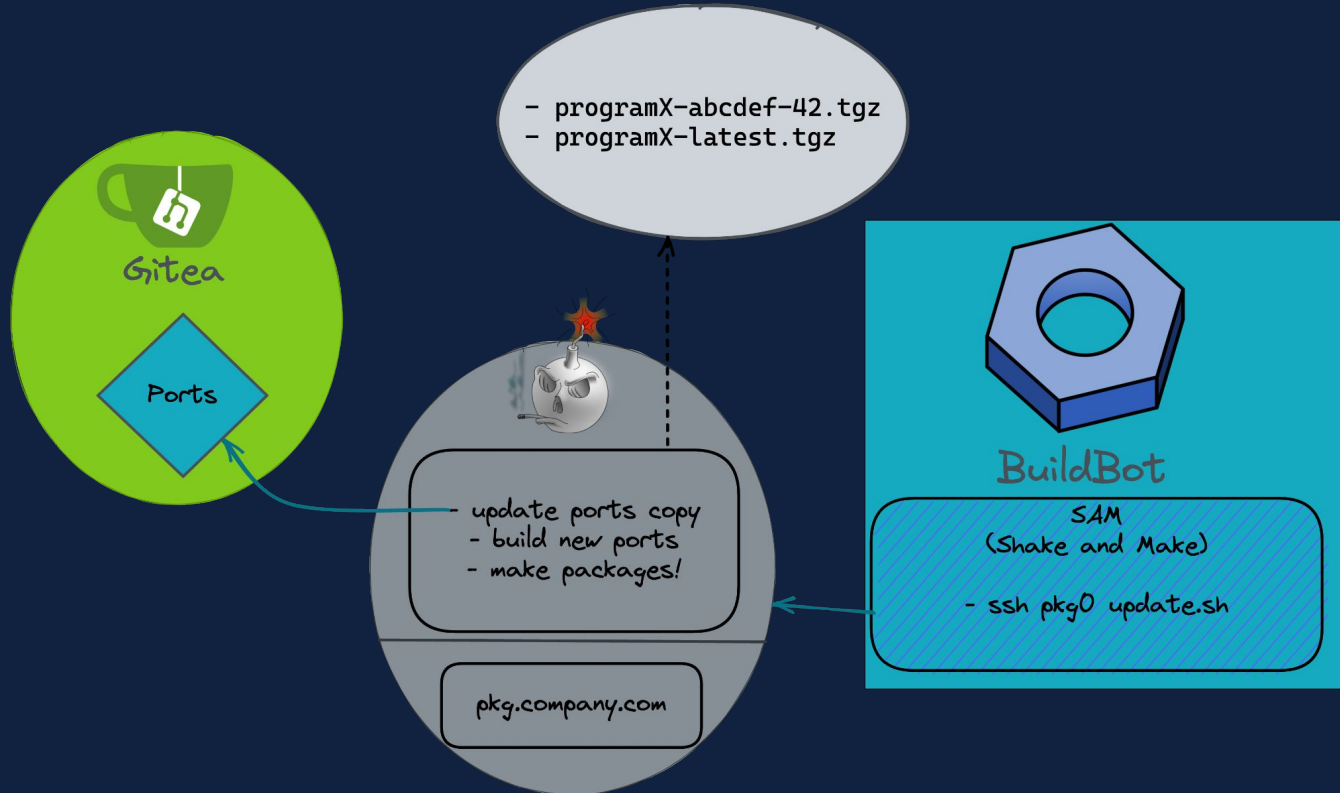 - programX-abcdef-42.tgz
- programX-latest.tgz
Gitea
Ports
- update ports copy
- build new ports
- make packages!
pkg.company.com
BuildBot
SAM
(Shake and Make)
- ssh pkg0 update.sh